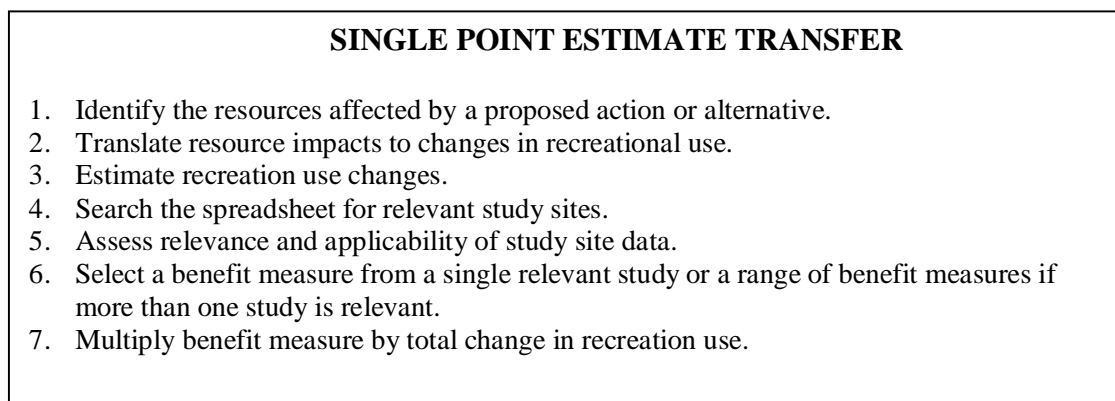 SINGLE POINT ESTIMATE TRANSFER
1. Identify the resources affected by a proposed action or alternative.
2. Translate resource impacts to changes in recreational use.
3. Estimate recreation use changes.
4. Search the spreadsheet for relevant study sites.
5. Assess relevance and applicability of study site data.
6. Select a benefit measure from a single relevant study or a range of benefit measures if
more than one study is relevant.
7. Multiply benefit measure by total change in recreation use.